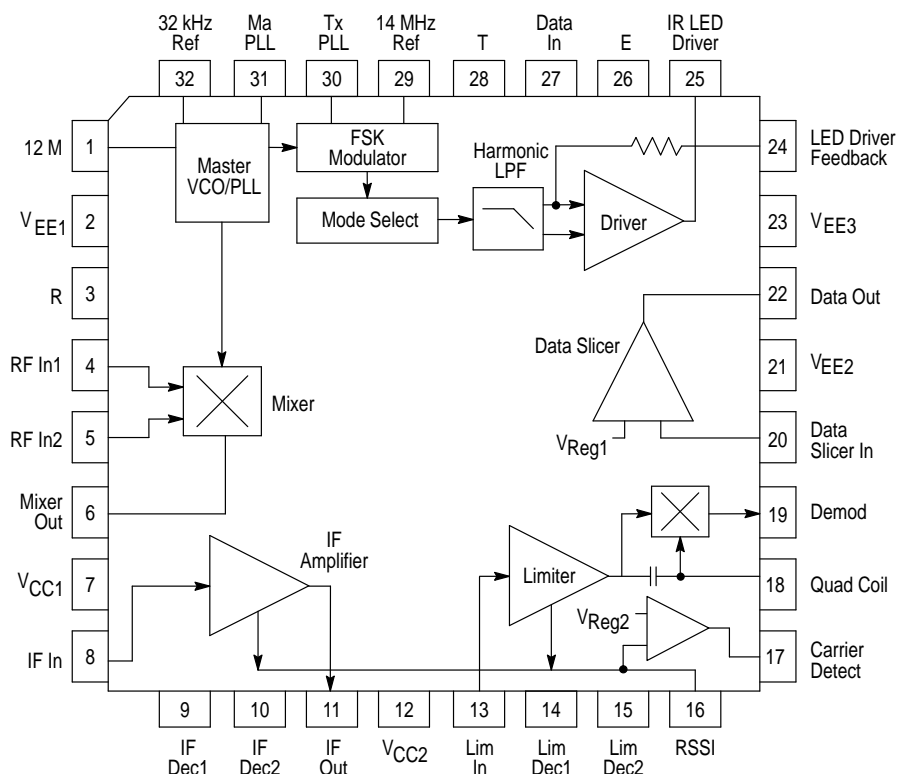 32 kHz
Ref
Ma
PLL
Tx
PLL
14 MHz
Ref
T
Data
In
E
IR LED
Driver
32
31
30
29
28
27
26
25
12 M
1
Master
VCO/PLL
FSK
Modulator
Mode Select
Harmonic
LPF
Driver
24
LED Driver
Feedback
VEE1
2
23
VEE3
R
3
22
Data Out
RF In1
4
Mixer
Data Slicer
21
VEE2
RF In2
5
VReg1
20
Data
Slicer In
Mixer
Out
6
19
Demod
VCC1
7
IF
Amplifier
Limiter
18
Quad Coil
IF In
8
VReg2
17
Carrier
Detect
9
10
11
12
13
14
15
16
IF
Dec1
IF
Dec2
IF
Out
VCC2
Lim
In
Lim
Dec1
Lim
Dec2
RSSI